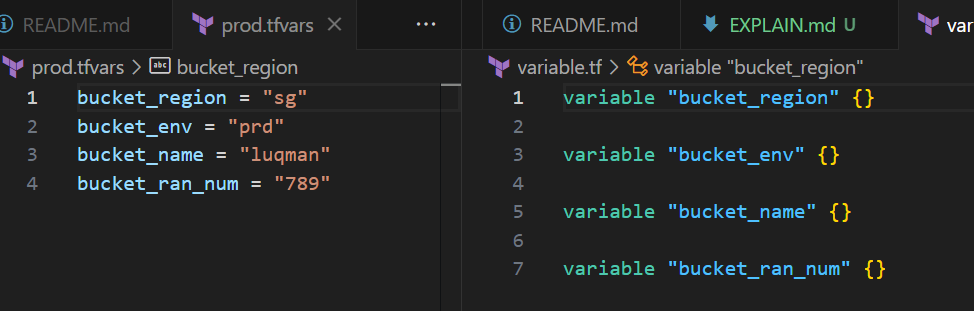 README.md
prod.tfvars
README.md
EXPLAIN.md U
var
prod.tfvars > abc bucket_region
1 bucket_region = "sg"
2 bucket_env = "prd"
3 bucket_name = "luqman"
4 bucket_ran_num = "789"
variable.tf > variable "bucket_region"
1 variable "bucket_region" {}
2
3 variable "bucket_env" {}
4
5 variable "bucket_name" {}
6
7 variable "bucket_ran_num" {}